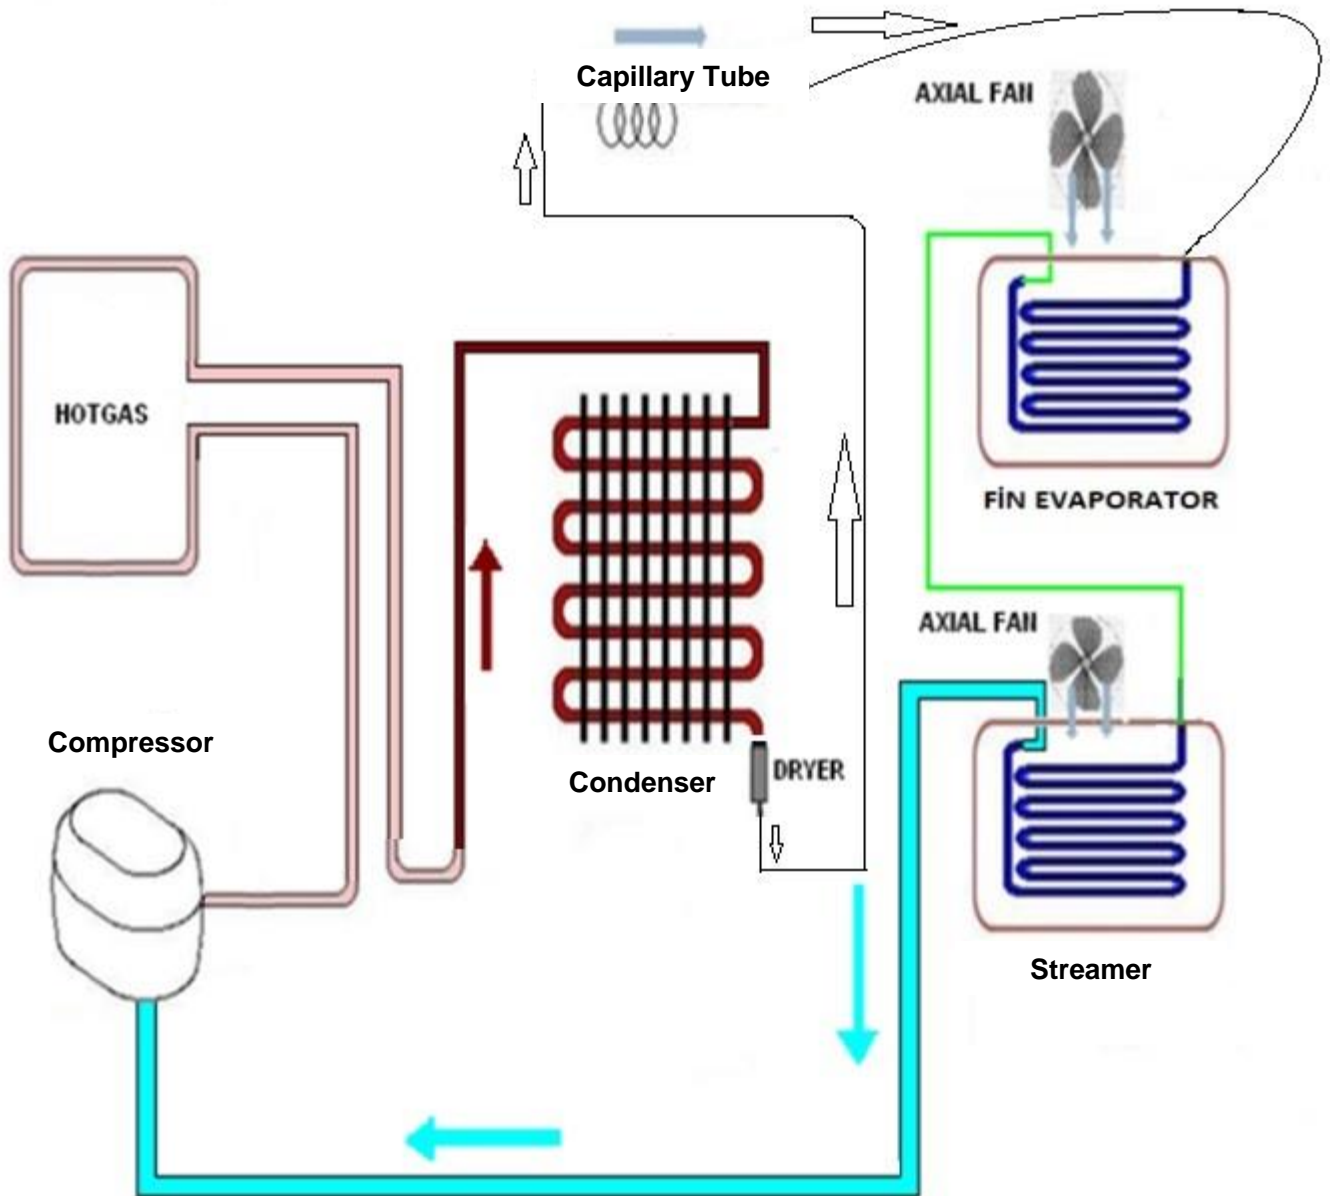 Capillary Tube
AXIAL FAN
HOTGAS
FİN EVAPORATOR
AXIAL FAN
Compressor
Condenser
DRYER
Streamer